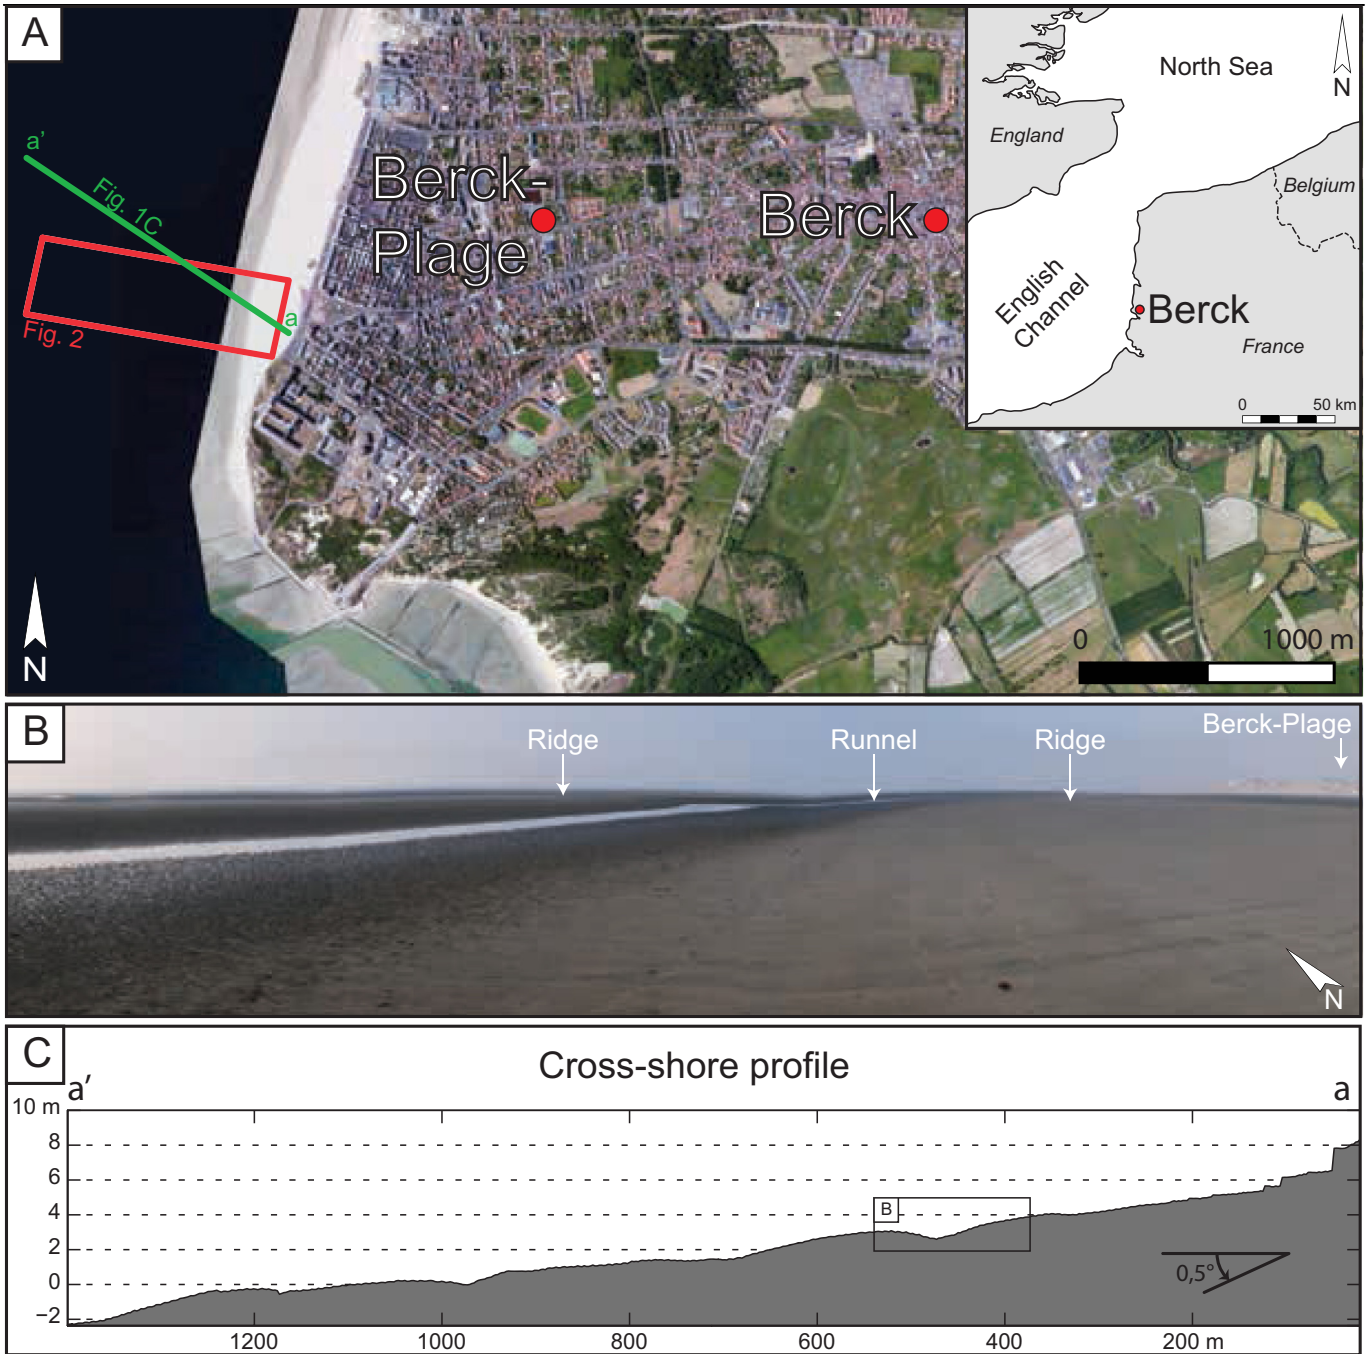 A
a'
Fig. 1C
a
Fig. 2
Berck-
Plage
Berck
N
0 1000 m
North Sea
N
England
Belgium
English
Channel
Berck
France
0 50 km
B
Ridge
Runnel
Ridge
Berck-Plage
N
C
Cross-shore profile
a'
a
10 m
8
6
4
2
0
−2
B
0,5°
1200
1000
800
600
400
200 m